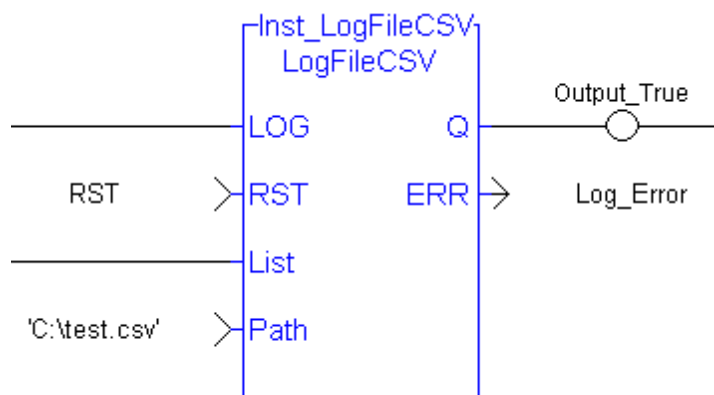 Inst_LogFileCSV
LogFileCSV
Output_True
LOG Q
RST RST ERR Log_Error
List
'C:\test.csv' Path